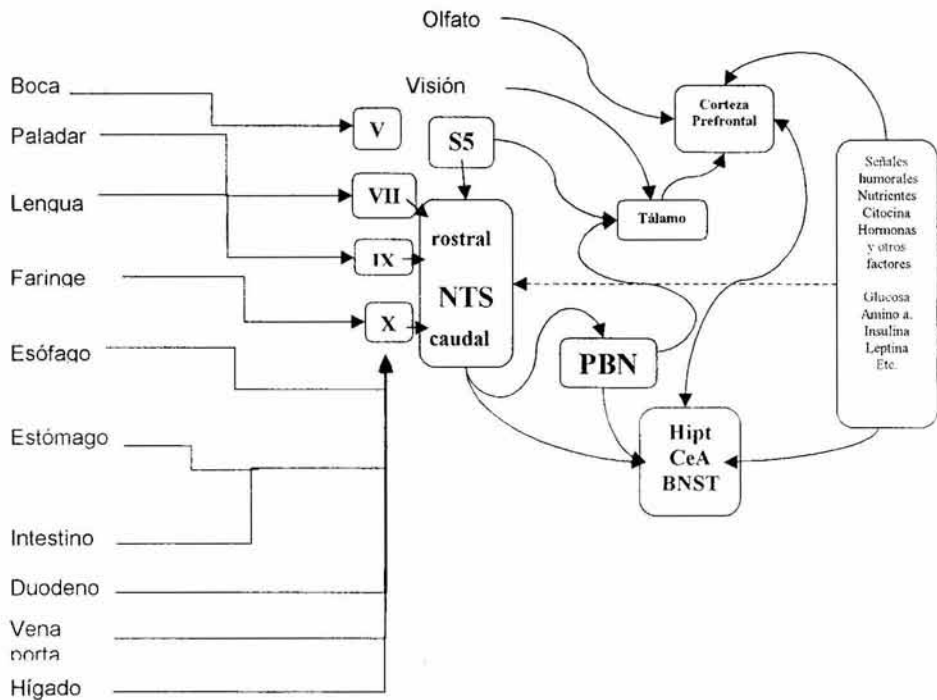 Olfato
Visión
Boca
Paladar
Lengua
Faringe
Esófago
Estómago
Intestino
Duodeno
Vena
porta
Hígado
V
S5
VII
IX
X
rostral
NTS
caudal
PBN
Tálamo
Corteza
Prefrontal
Hipt
CeA
BNST
Señales
humorales
Nutrientes
Citocina
Hormonas
y otros
factores
Glucosa
Amino a.
Insulina
Leptina
Etc.